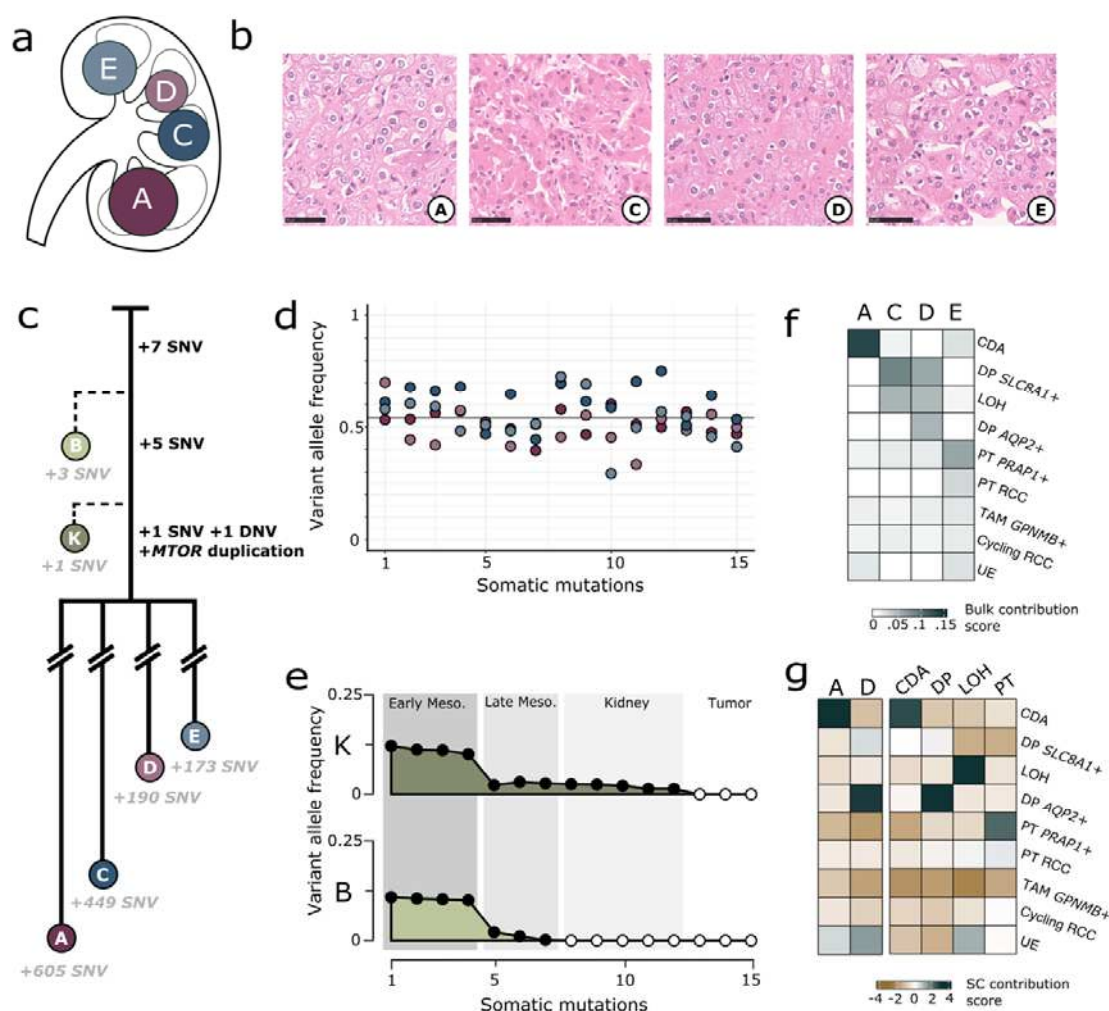 a
E
D
C
A
b
A
C
D
E
c
+7 SNV
B
+3 SNV
+5 SNV
K
+1 SNV
+1 SNV +1 DNV
+MTOR duplication
E
+173 SNV
D
+190 SNV
C
+449 SNV
A
+605 SNV
d
Variant allele frequency
1
0.5
0
1
5
10
15
Somatic mutations
e
Variant allele frequency
Early Meso.
Late Meso.
Kidney
Tumor
K
0.25
0
B
0.25
0
1
5
10
15
Somatic mutations
f
A C D E
CDA
DP SLC8A1+
LOH
DP AQP2+
PT PRAP1+
PT RCC
TAM GPNMB+
Cycling RCC
UE
0 .05 .1 .15
Bulk contribution
score
g
A D CDA DP LOH PT
CDA
DP SLC8A1+
LOH
DP AQP2+
PT PRAP1+
PT RCC
TAM GPNMB+
Cycling RCC
UE
-4 -2 0 2 4
SC contribution
score